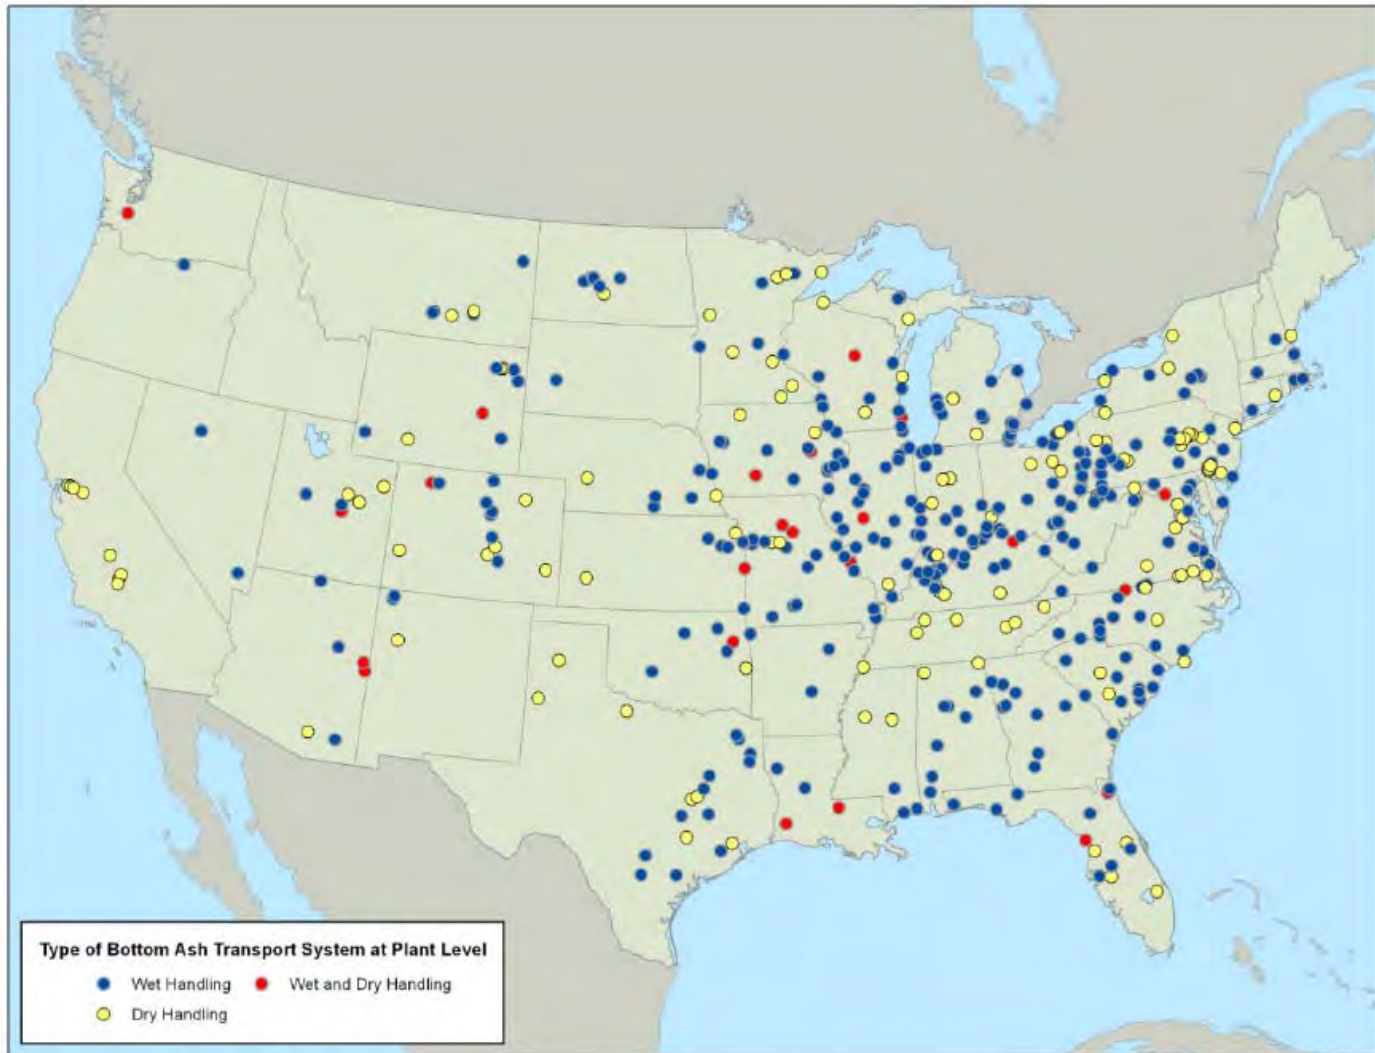 Type of Bottom Ash Transport System at Plant Level
Wet Handling Wet and Dry Handling
Dry Handling